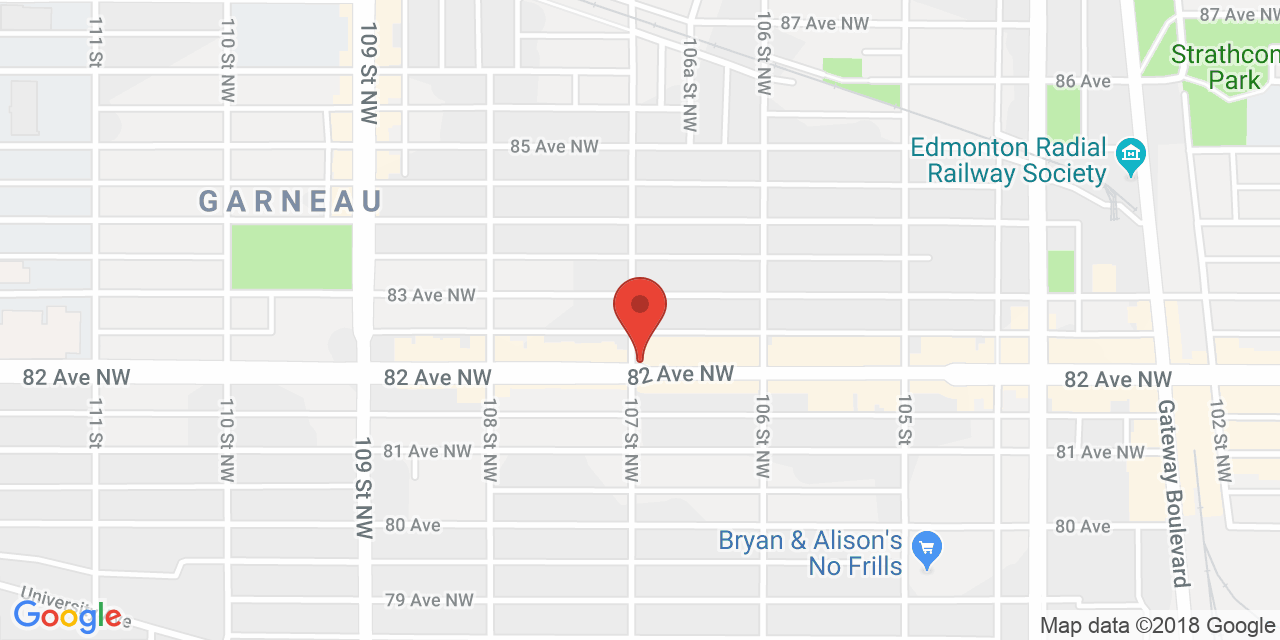 111 St
110 St NW
109 St NW
106a St NW
106 St NW
87 Ave NW
87 Ave NW
Strathcon
Park
86 Ave
85 Ave NW
Edmonton Radial
Railway Society
GARNEAU
83 Ave NW
82 Ave NW
82 Ave NW
82 Ave NW
82 Ave NW
111 St
110 St NW
109 St NW
108 St NW
107 St NW
106 St NW
105 St
Gateway Boulevard
102 St NW
81 Ave NW
81 Ave NW
80 Ave
80 Ave
Bryan & Alison's
No Frills
79 Ave NW
Google
Map data ©2018 Google